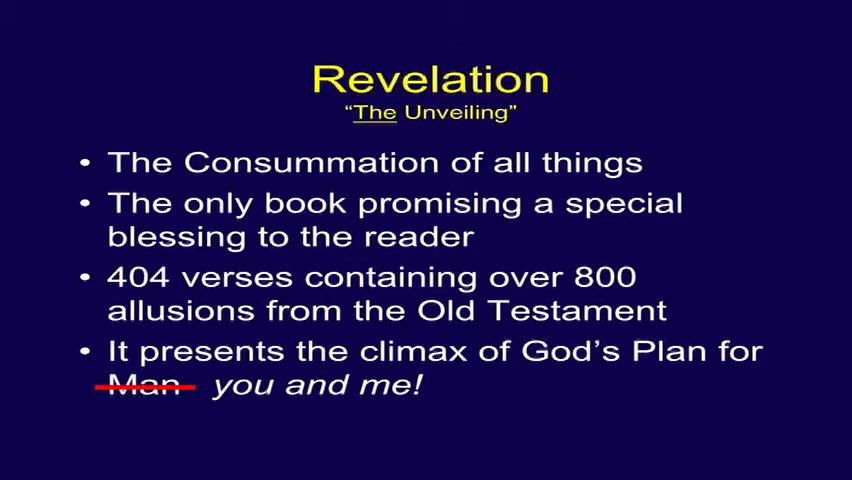 Revelation
“The Unveiling”
• The Consummation of all things
• The only book promising a special
blessing to the reader
• 404 verses containing over 800
allusions from the Old Testament
• It presents the climax of God’s Plan for
Man you and me!